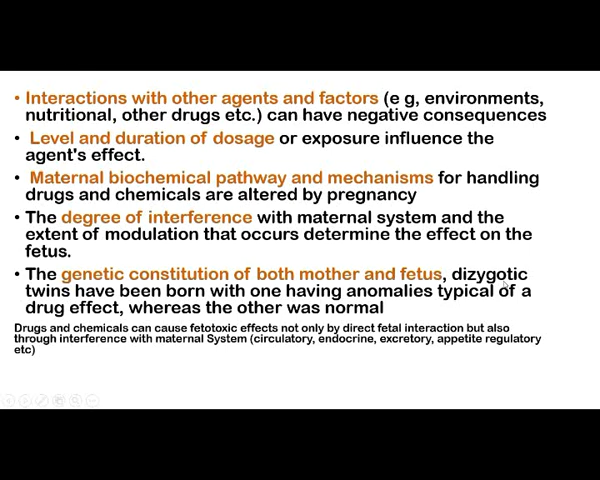 • Interactions with other agents and factors (e g, environments,
nutritional, other drugs etc.) can have negative consequences
• Level and duration of dosage or exposure influence the
agent's effect.
• Maternal biochemical pathway and mechanisms for handling
drugs and chemicals are altered by pregnancy
• The degree of interference with maternal system and the
extent of modulation that occurs determine the effect on the
fetus.
• The genetic constitution of both mother and fetus, dizygotic
twins have been born with one having anomalies typical of a
drug effect, whereas the other was normal
Drugs and chemicals can cause fetotoxic effects not only by direct fetal interaction but also
through interference with maternal System (circulatory, endocrine, excretory, appetite regulatory
etc)